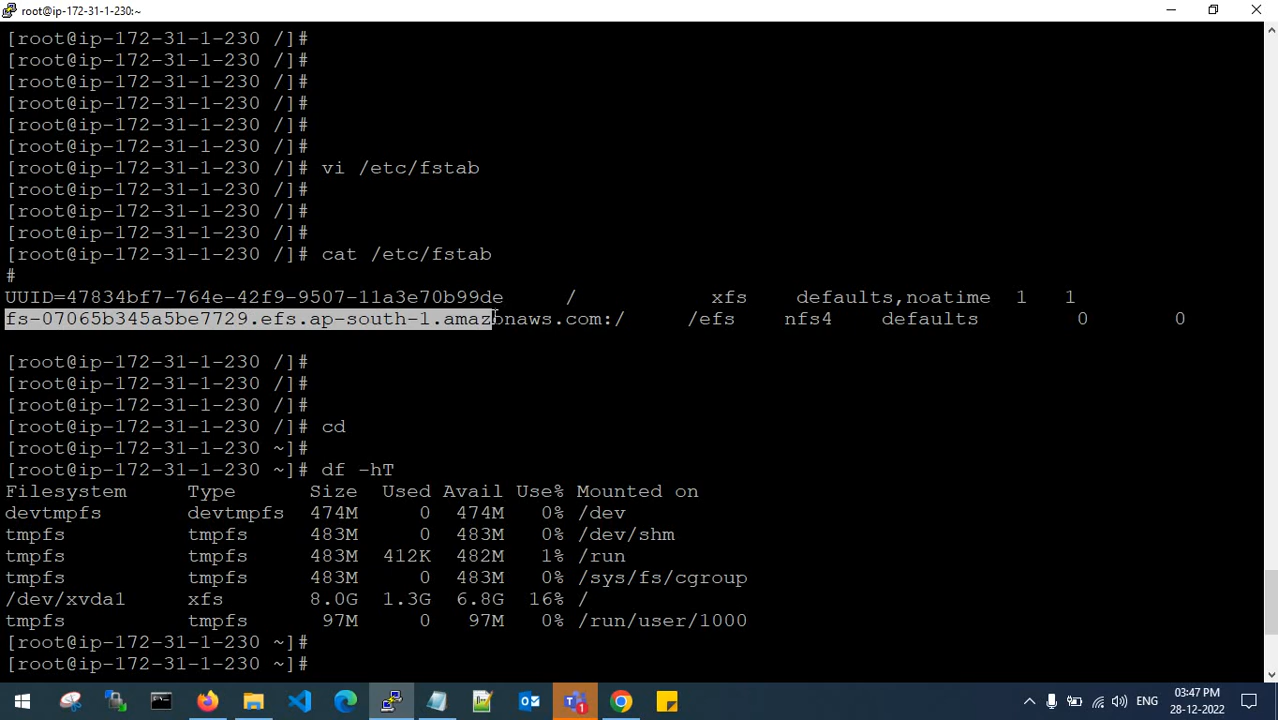 root@ip-172-31-1-230:~
[root@ip-172-31-1-230 /]#
[root@ip-172-31-1-230 /]#
[root@ip-172-31-1-230 /]#
[root@ip-172-31-1-230 /]#
[root@ip-172-31-1-230 /]#
[root@ip-172-31-1-230 /]#
[root@ip-172-31-1-230 /]# vi /etc/fstab
[root@ip-172-31-1-230 /]#
[root@ip-172-31-1-230 /]#
[root@ip-172-31-1-230 /]#
[root@ip-172-31-1-230 /]# cat /etc/fstab
#
UUID=47834bf7-764e-42f9-9507-11a3e70b99de / xfs defaults,noatime 1 1
fs-07065b345a5be7729.efs.ap-south-1.amazonaws.com:/ /efs nfs4 defaults 0 0
[root@ip-172-31-1-230 /]#
[root@ip-172-31-1-230 /]#
[root@ip-172-31-1-230 /]#
[root@ip-172-31-1-230 /]# cd
[root@ip-172-31-1-230 ~]#
[root@ip-172-31-1-230 ~]# df -hT
Filesystem Type Size Used Avail Use% Mounted on
devtmpfs devtmpfs 474M 0 474M 0% /dev
tmpfs tmpfs 483M 0 483M 0% /dev/shm
tmpfs tmpfs 483M 412K 482M 1% /run
tmpfs tmpfs 483M 0 483M 0% /sys/fs/cgroup
/dev/xvda1 xfs 8.0G 1.3G 6.8G 16% /
tmpfs tmpfs 97M 0 97M 0% /run/user/1000
[root@ip-172-31-1-230 ~]#
[root@ip-172-31-1-230 ~]#
ENG
03:47 PM
28-12-2022